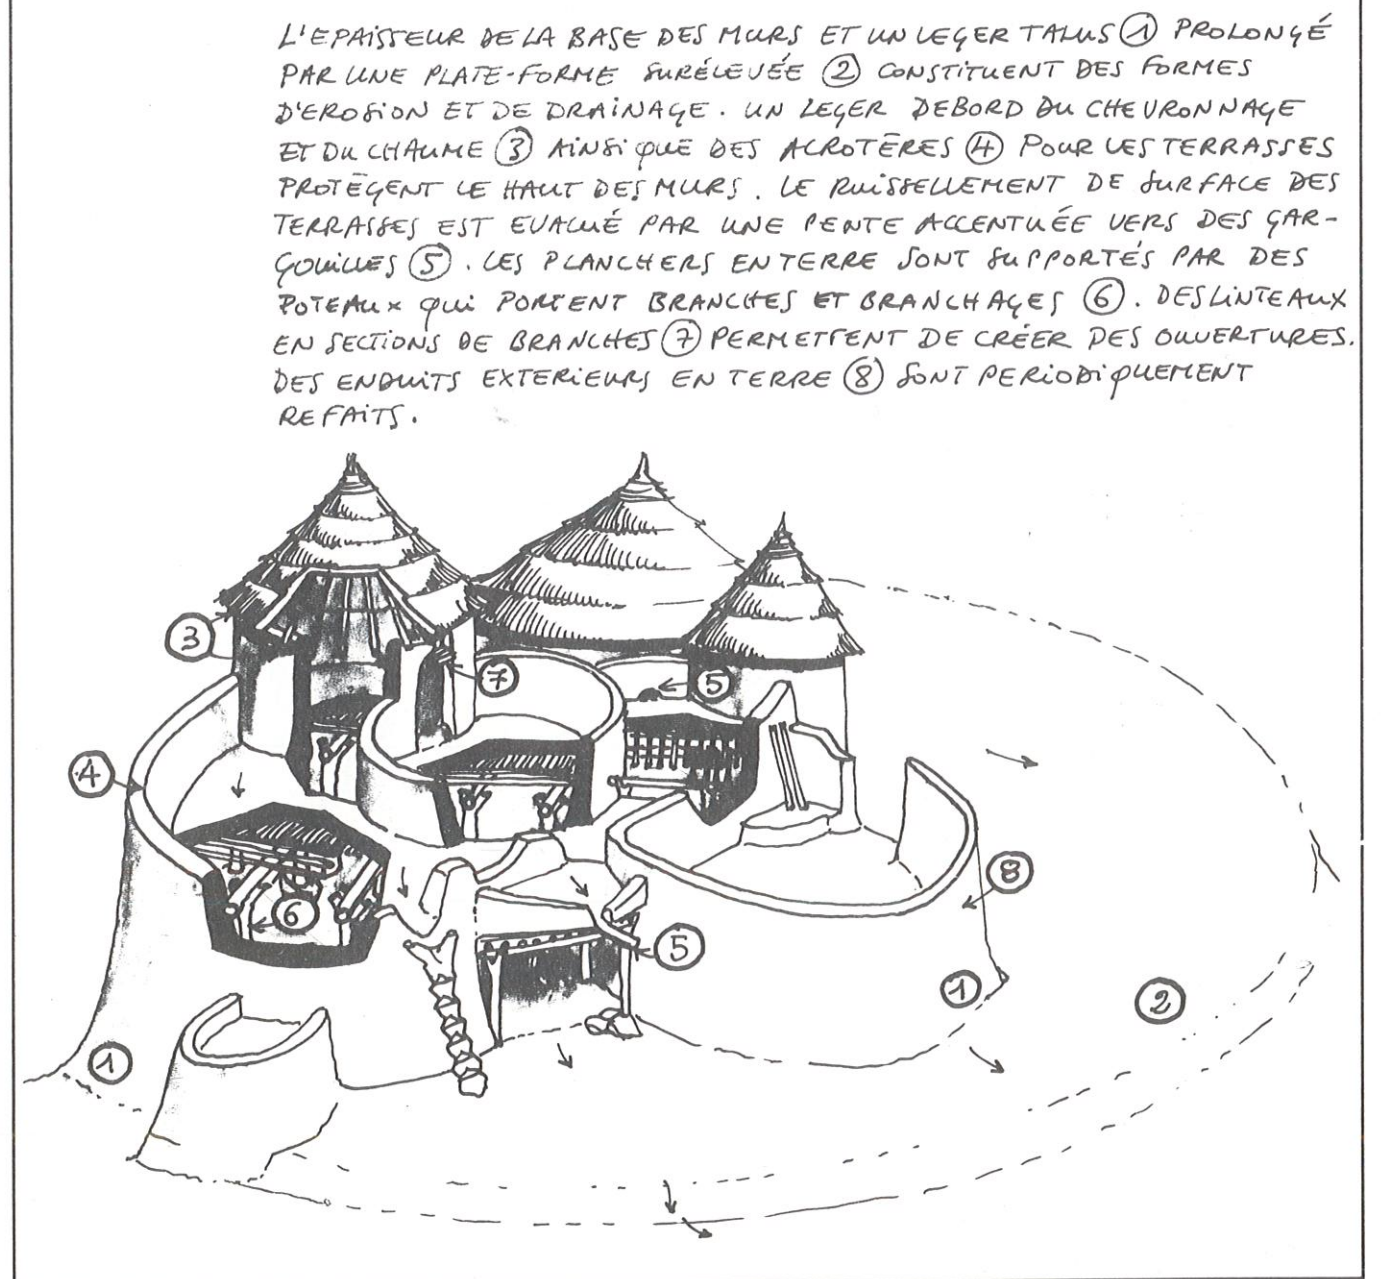 L'EPAISSEUR DE LA BASE DES MURS ET UN LEGER TALUS ① PROLONGÉ
PAR UNE PLATE-FORME SURÉLEVÉE ② CONSTITUENT DES FORMES
D'EROSION ET DE DRAINAGE. UN LEGER DEBORD DU CHEVRONNAGE
ET DU CHAUME ③ AINSI QUE DES ACROTÈRES ④ POUR LES TERRASSES
PROTÈGENT LE HAUT DES MURS. LE RUISSELLEMENT DE SURFACE DES
TERRASSES EST EVACUÉ PAR UNE PENTE ACCENTUÉE VERS DES GAR-
GOUILLES ⑤. LES PLANCHERS EN TERRE SONT SUPPORTÉS PAR DES
POTEAUX QUI PORTENT BRANCHES ET BRANCHAGES ⑥. DES LINTEAUX
EN SECTIONS DE BRANCHES ⑦ PERMETTENT DE CRÉER DES OUVERTURES.
DES ENDUITS EXTERIEURS EN TERRE ⑧ SONT PERIODIQUEMENT
REFAITS.
③
⑦
⑤
④
⑧
⑥
⑤
①
②
①